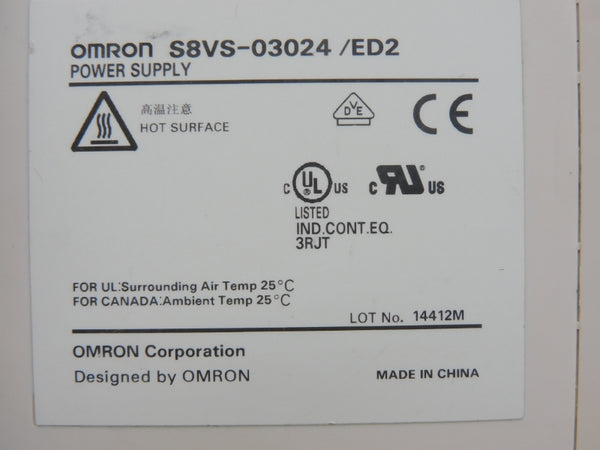 OMRON S8VS-03024 /ED2
POWER SUPPLY
高温注意
HOT SURFACE
DVE
CE
c UL US
LISTED
IND.CONT.EQ.
3RJT
c RU US
FOR UL:Surrounding Air Temp 25°C
FOR CANADA:Ambient Temp 25°C
LOT No. 14412M
OMRON Corporation
Designed by OMRON
MADE IN CHINA